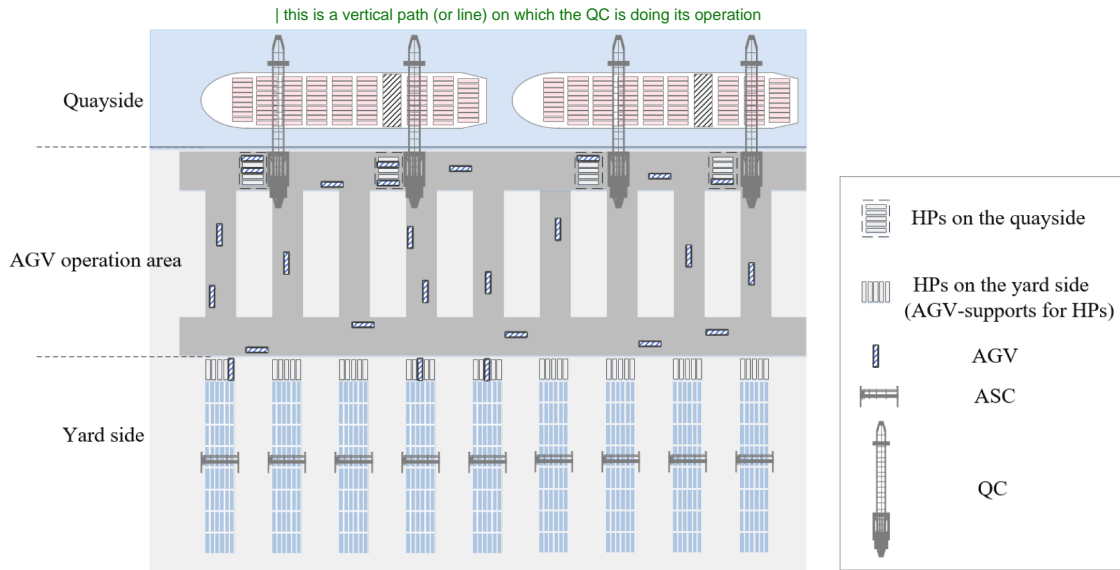 | this is a vertical path (or line) on which the QC is doing its operation
Quayside
AGV operation area
Yard side
HPs on the quayside
HPs on the yard side
(AGV-supports for HPs)
AGV
ASC
QC